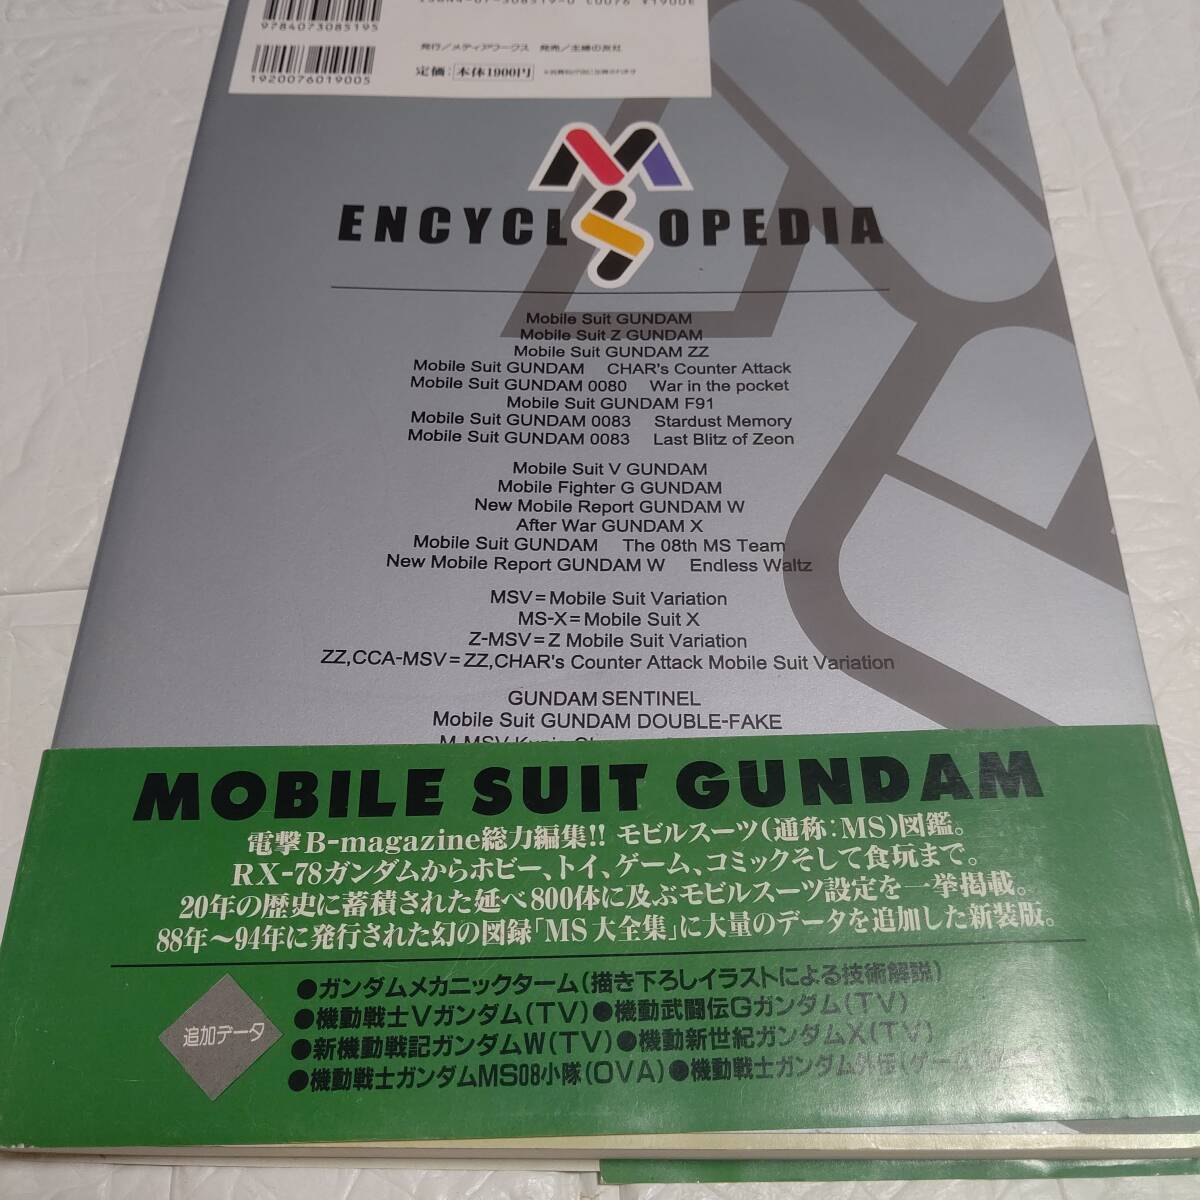 9784073085195
1920076019005
ISBN4-07-308519-0 C0076 ¥1900E
発行/メディアワークス 発売/主婦の友社
定価:本体1900円
MS
ENCYCLOPEDIA
Mobile Suit GUNDAM
Mobile Suit Z GUNDAM
Mobile Suit GUNDAM ZZ
Mobile Suit GUNDAM CHAR's Counter Attack
Mobile Suit GUNDAM 0080 War in the pocket
Mobile Suit GUNDAM F91
Mobile Suit GUNDAM 0083 Stardust Memory
Mobile Suit GUNDAM 0083 Last Blitz of Zeon
Mobile Suit V GUNDAM
Mobile Fighter G GUNDAM
New Mobile Report GUNDAM W
After War GUNDAM X
Mobile Suit GUNDAM The 08th MS Team
New Mobile Report GUNDAM W Endless Waltz
MSV=Mobile Suit Variation
MS-X=Mobile Suit X
Z-MSV=Z Mobile Suit Variation
ZZ,CCA-MSV=ZZ,CHAR's Counter Attack Mobile Suit Variation
GUNDAM SENTINEL
Mobile Suit GUNDAM DOUBLE-FAKE
MOBILE SUIT GUNDAM
電撃B-magazine総力編集!! モビルスーツ(通称:MS)図鑑。
RX-78ガンダムからホビー、トイ、ゲーム、コミックそして食玩まで。
20年の歴史に蓄積された延べ800体に及ぶモビルスーツ設定を一挙掲載。
88年〜94年に発行された幻の図録「MS大全集」に大量のデータを追加した新装版。
追加データ
●ガンダムメカニックターム(描き下ろしイラストによる技術解説)
●機動戦士Vガンダム(TV)●機動武闘伝Gガンダム(TV)
●新機動戦記ガンダムW(TV)●機動新世紀ガンダムX(TV)
●機動戦士ガンダムMS08小隊(OVA)●機動戦士ガンダム外伝(ゲーム